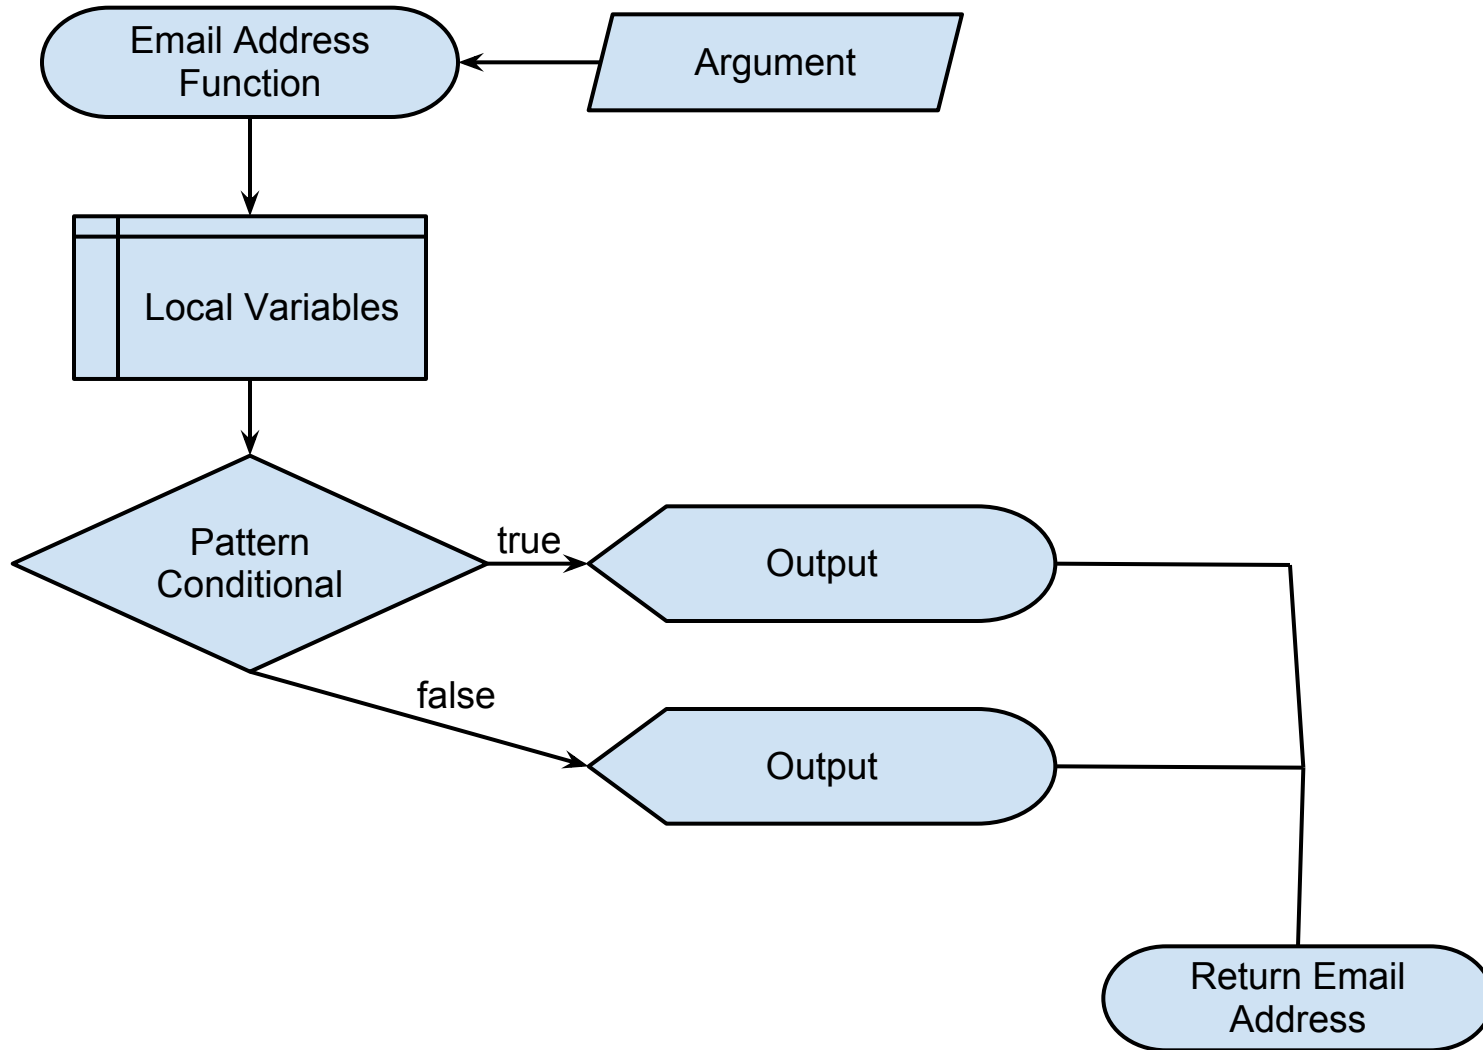 Email Address
Function
Argument
Local Variables
Pattern
Conditional
true
Output
false
Output
Return Email
Address